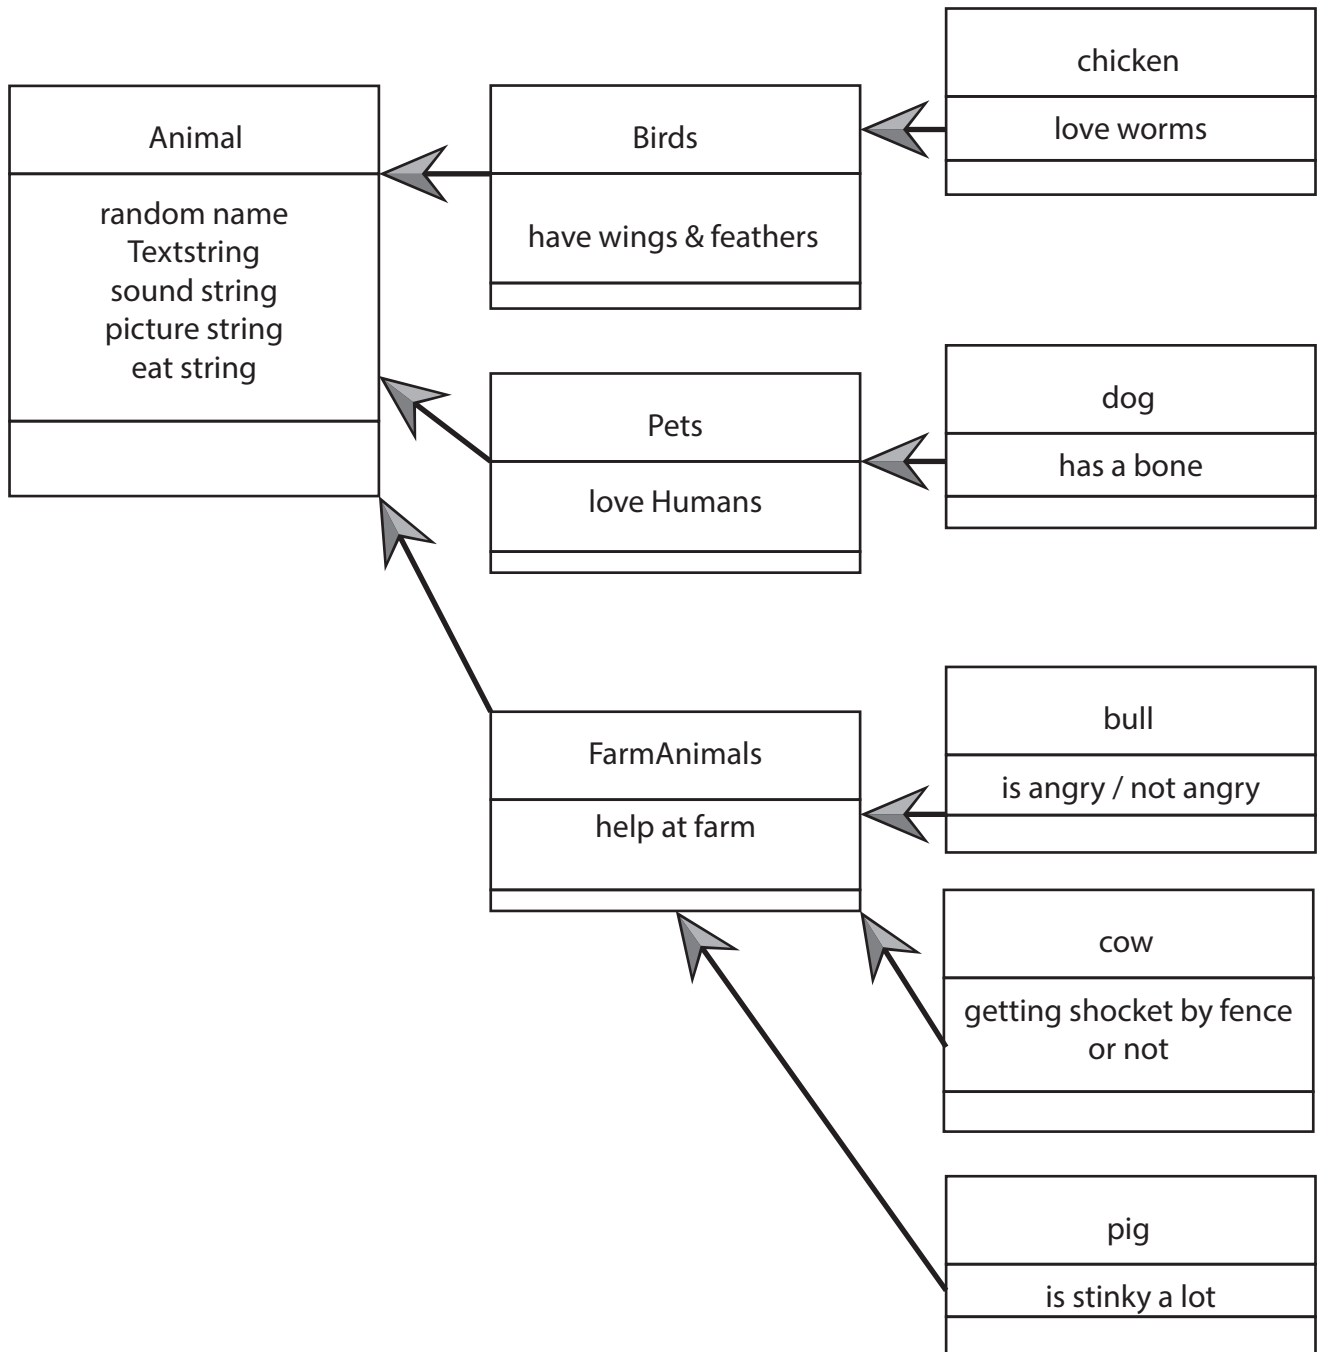 Animal
random name
Textstring
sound string
picture string
eat string
Birds
have wings & feathers
chicken
love worms
Pets
love Humans
dog
has a bone
FarmAnimals
help at farm
bull
is angry / not angry
cow
getting shocket by fence
or not
pig
is stinky a lot